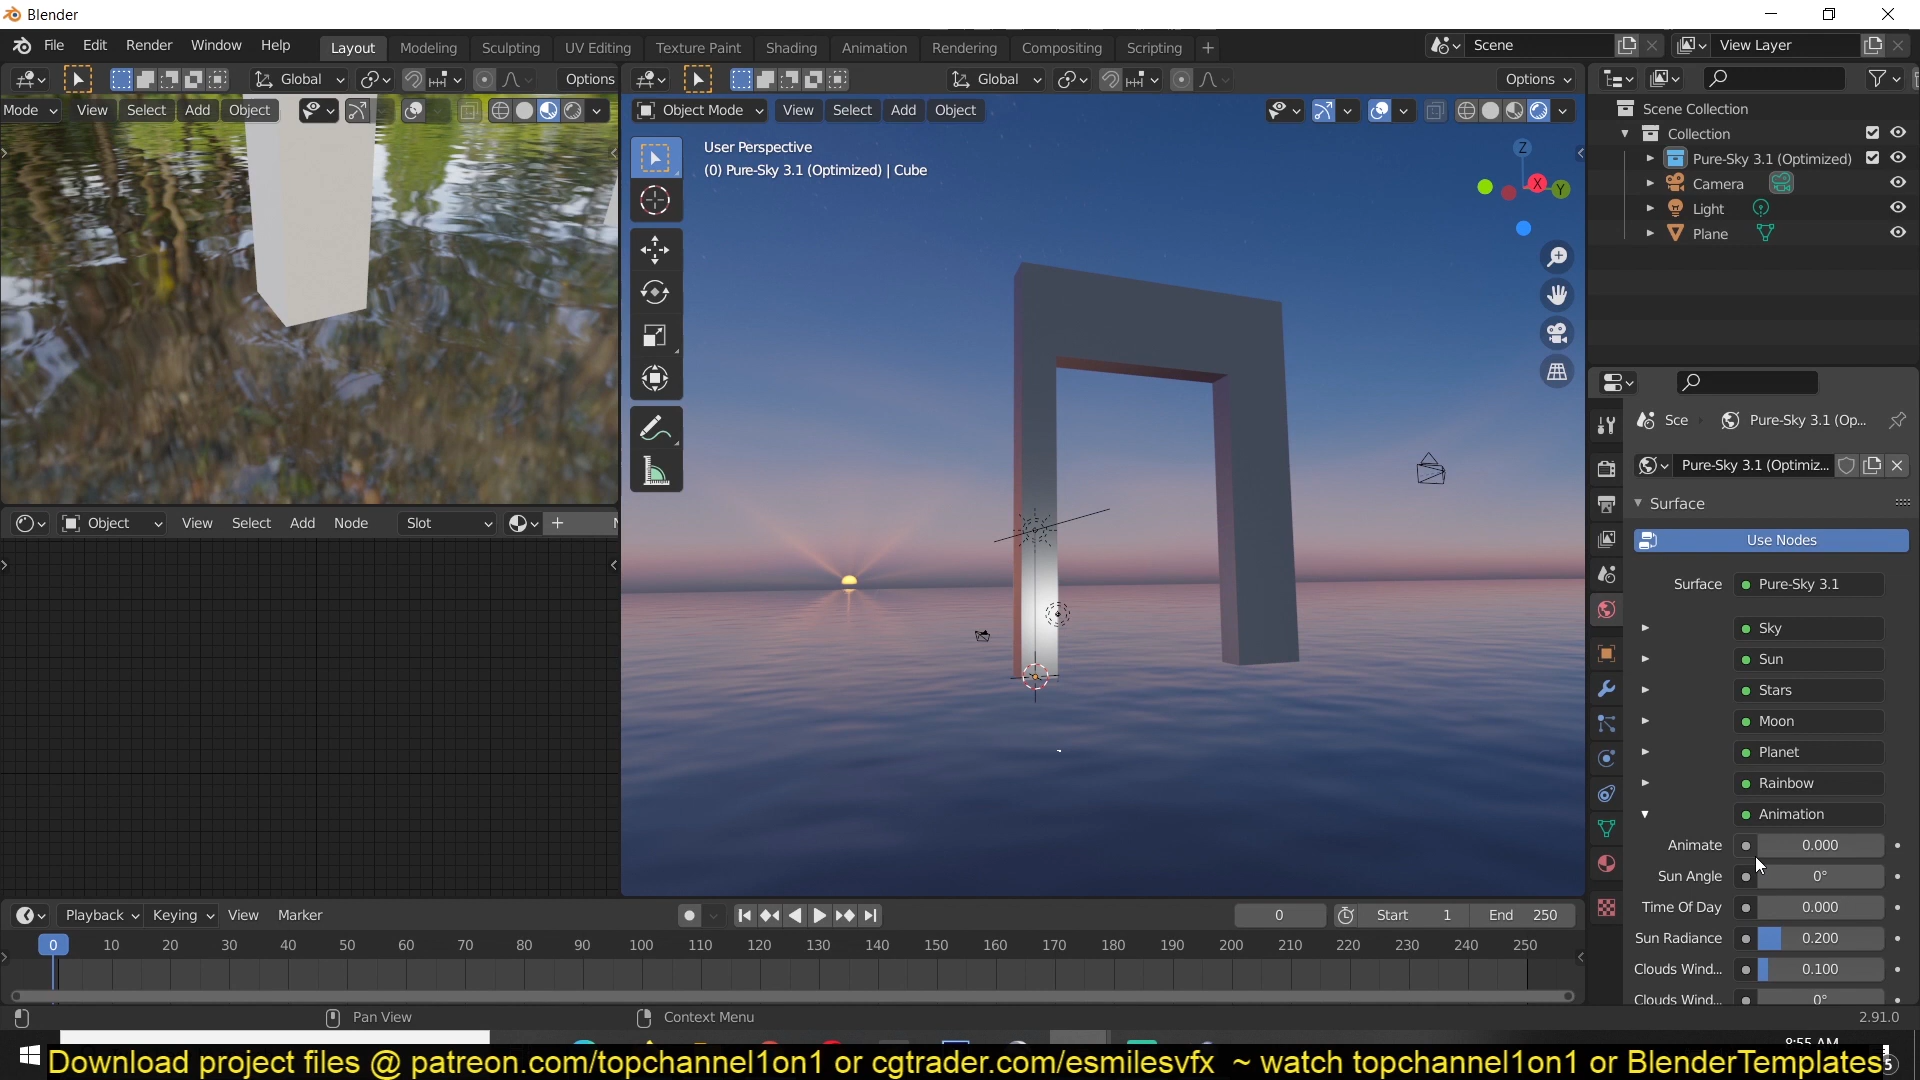 Blender
File Edit Render Window Help Layout Modeling Sculpting UV Editing Texture Paint Shading Animation Rendering Compositing Scripting + Scene View Layer
Global Options Global Options
Mode View Select Add Object Object Mode View Select Add Object
User Perspective
(0) Pure-Sky 3.1 (Optimized) | Cube
Z
X
Y
Scene Collection
Collection
Pure-Sky 3.1 (Optimized)
Camera
Light
Plane
Sce Pure-Sky 3.1 (Op...
Pure-Sky 3.1 (Optimiz...
Surface
Use Nodes
Surface Pure-Sky 3.1
Sky
Sun
Stars
Moon
Planet
Rainbow
Animation
Animate 0.000
Sun Angle 0°
Time Of Day 0.000
Sun Radiance 0.200
Clouds Wind... 0.100
Clouds Wind... 0°
Object View Select Add Node Slot +
Playback Keying View Marker 0 Start 1 End 250
0 10 20 30 40 50 60 70 80 90 100 110 120 130 140 150 160 170 180 190 200 210 220 230 240 250
Pan View Context Menu 2.91.0
8:55 AM
Download project files @ patreon.com/topchannel1on1 or cgtrader.com/esmilesvfx ~ watch topchannel1on1 or BlenderTemplates